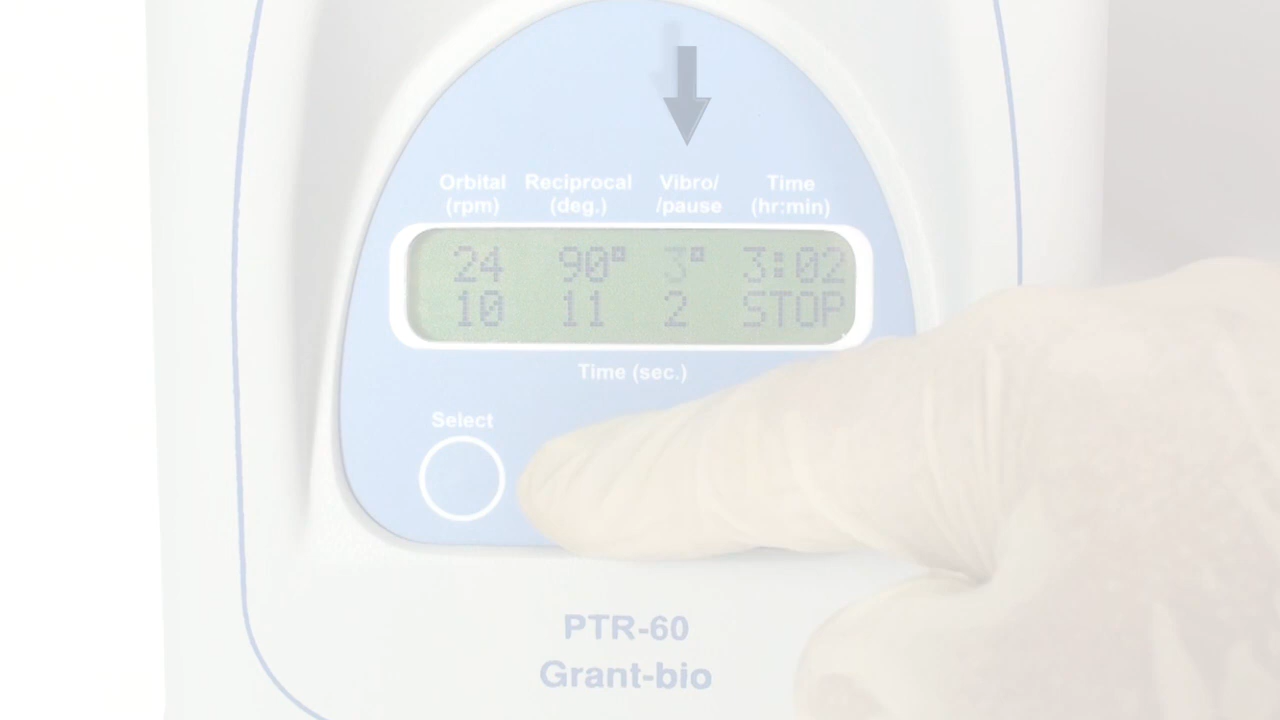 Orbital Reciprocal Vibro/ Time
(rpm) (deg.) /pause (hr:min)
24 90° 3° 3:02
10 11 2 STOP
Time (sec.)
Select
PTR-60
Grant-bio